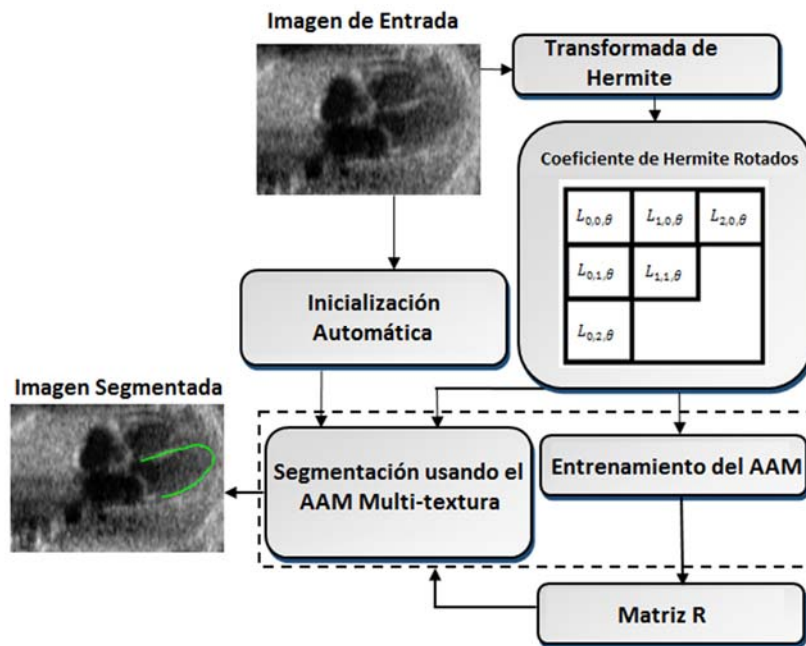 Imagen de Entrada
Transformada de
Hermite
Coeficiente de Hermite Rotados
L0,0,θ L1,0,θ L2,0,θ
L0,1,θ L1,1,θ
L0,2,θ
Inicialización
Automática
Imagen Segmentada
Segmentación usando el
AAM Multi-textura
Entrenamiento del AAM
Matriz R